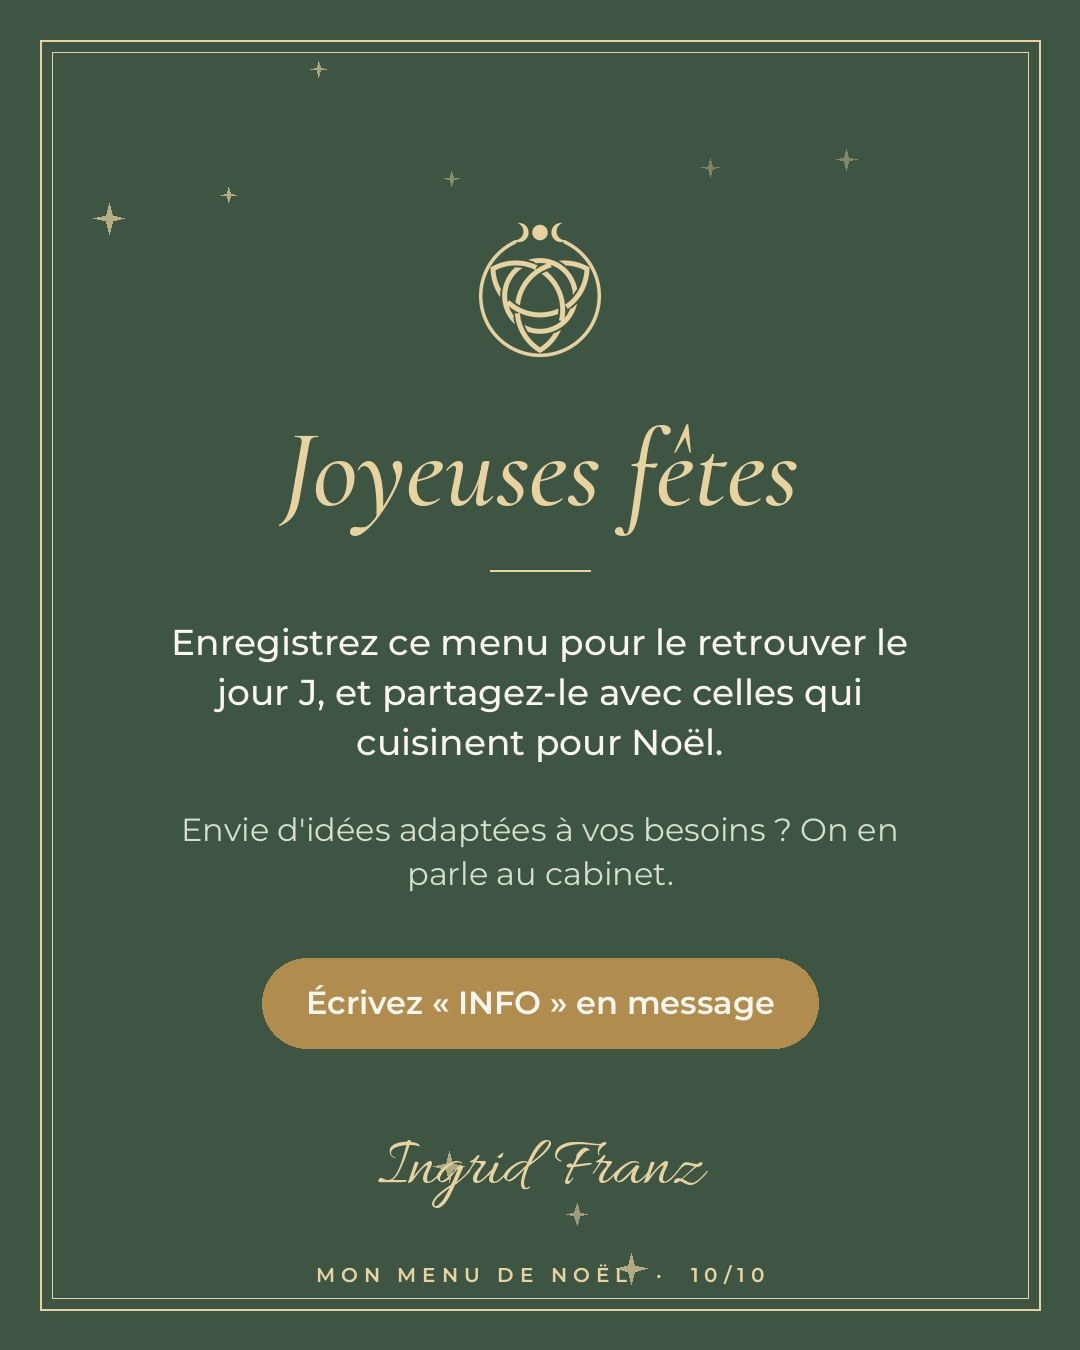 Joyeuses fêtes
Enregistrez ce menu pour le retrouver le
jour J, et partagez-le avec celles qui
cuisinent pour Noël.
Envie d'idées adaptées à vos besoins ? On en
parle au cabinet.
Écrivez « INFO » en message
Ingrid Franz
MON MENU DE NOËL · 10/10